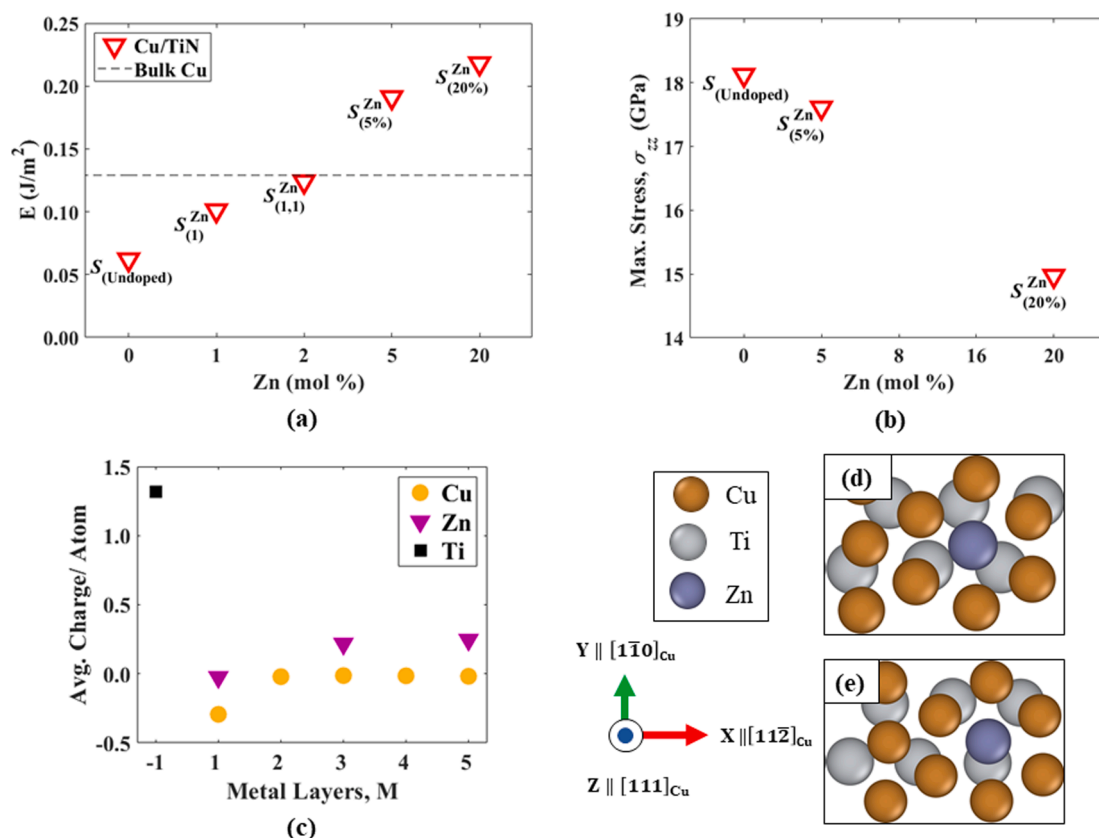 0.25
0.20
0.15
0.10
0.05
0.00
E (J/m²)
Cu/TiN
Bulk Cu
S(Undoped)
S(1)^Zn
S(1,1)^Zn
S(5%)^Zn
S(20%)^Zn
0 1 2 5 20
Zn (mol %)
(a)
19
18
17
16
15
14
Max. Stress, σzz (GPa)
S(Undoped)
S(5%)^Zn
S(20%)^Zn
0 5 8 16 20
Zn (mol %)
(b)
1.5
1.0
0.5
0.0
-0.5
Avg. Charge/ Atom
Cu
Zn
Ti
-1 1 2 3 4 5
Metal Layers, M
(c)
Cu
Ti
Zn
Y ∥ [11̅0]Cu
X ∥[112̅]Cu
Z ∥ [111]Cu
(d)
(e)